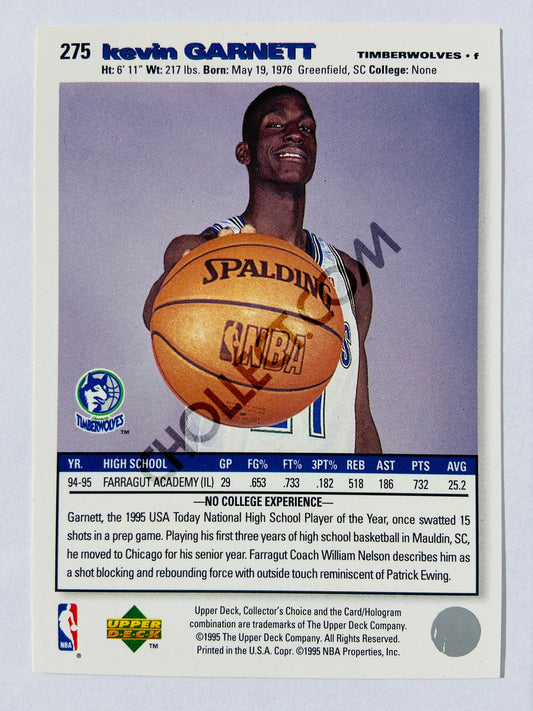 275 kevin GARNETT TIMBERWOLVES • f
Ht: 6' 11" Wt: 217 lbs. Born: May 19, 1976 Greenfield, SC College: None
SPALDING
NBA
TIMBERWOLVES
™
YR. HIGH SCHOOL GP FG% FT% 3PT% REB AST PTS AVG
94-95 FARRAGUT ACADEMY (IL) 29 .653 .733 .182 518 186 732 25.2
—NO COLLEGE EXPERIENCE—
Garnett, the 1995 USA Today National High School Player of the Year, once swatted 15
shots in a prep game. Playing his first three years of high school basketball in Mauldin, SC,
he moved to Chicago for his senior year. Farragut Coach William Nelson describes him as
a shot blocking and rebounding force with outside touch reminiscent of Patrick Ewing.
Upper Deck, Collector's Choice and the Card/Hologram
combination are trademarks of The Upper Deck Company.
©1995 The Upper Deck Company. All Rights Reserved.
Printed in the U.S.A. Copr. ©1995 NBA Properties, Inc.
NBA ®
UPPER
DECK
™